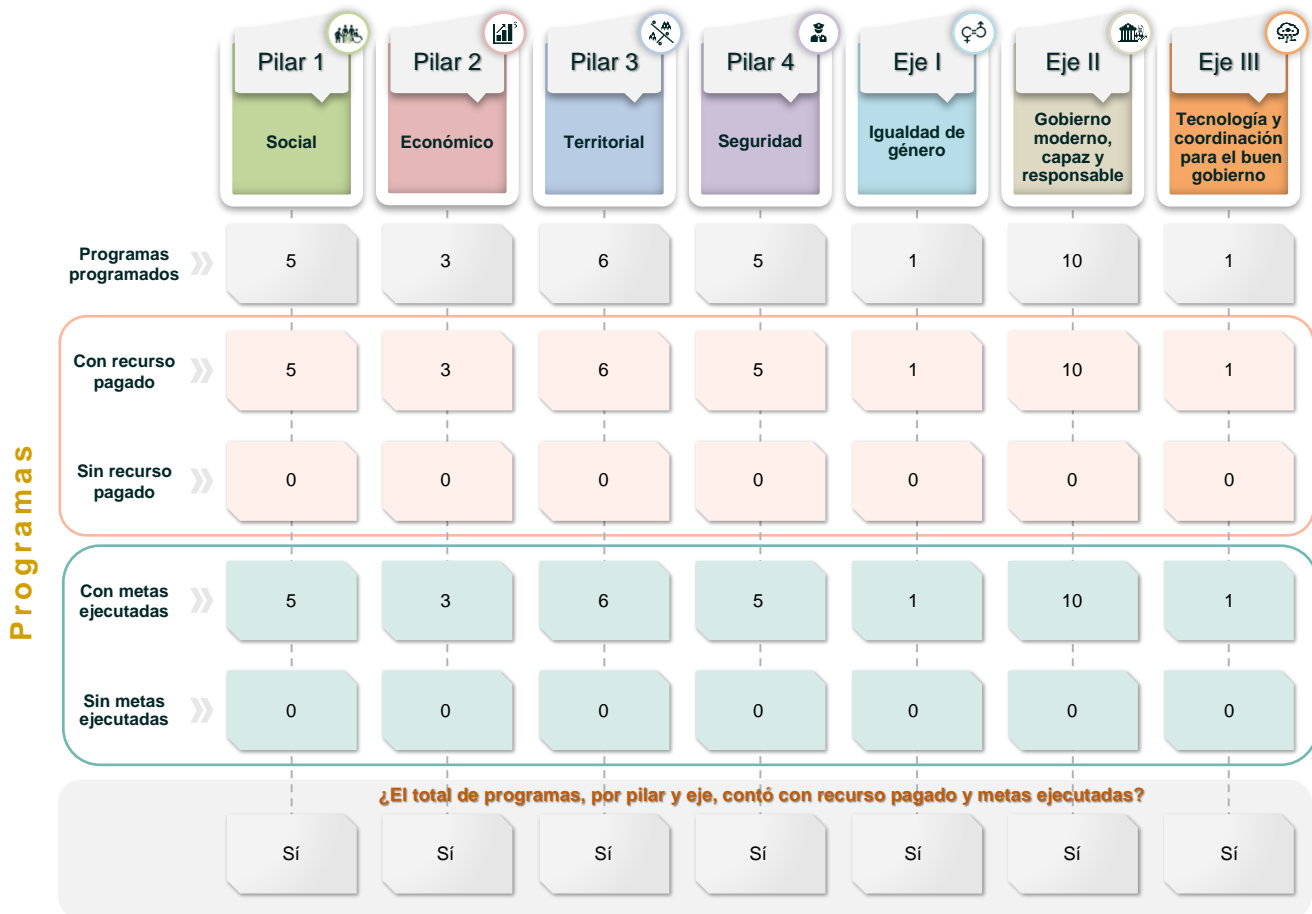 Pilar 1
Pilar 2
Pilar 3
Pilar 4
Eje I
Eje II
Eje III
Social
Económico
Territorial
Seguridad
Igualdad de
género
Gobierno
moderno,
capaz y
responsable
Tecnología y
coordinación
para el buen
gobierno
Programas
Programas
programados
5
3
6
5
1
10
1
Con recurso
pagado
5
3
6
5
1
10
1
Sin recurso
pagado
0
0
0
0
0
0
0
Con metas
ejecutadas
5
3
6
5
1
10
1
Sin metas
ejecutadas
0
0
0
0
0
0
0
¿El total de programas, por pilar y eje, contó con recurso pagado y metas ejecutadas?
Sí
Sí
Sí
Sí
Sí
Sí
Sí